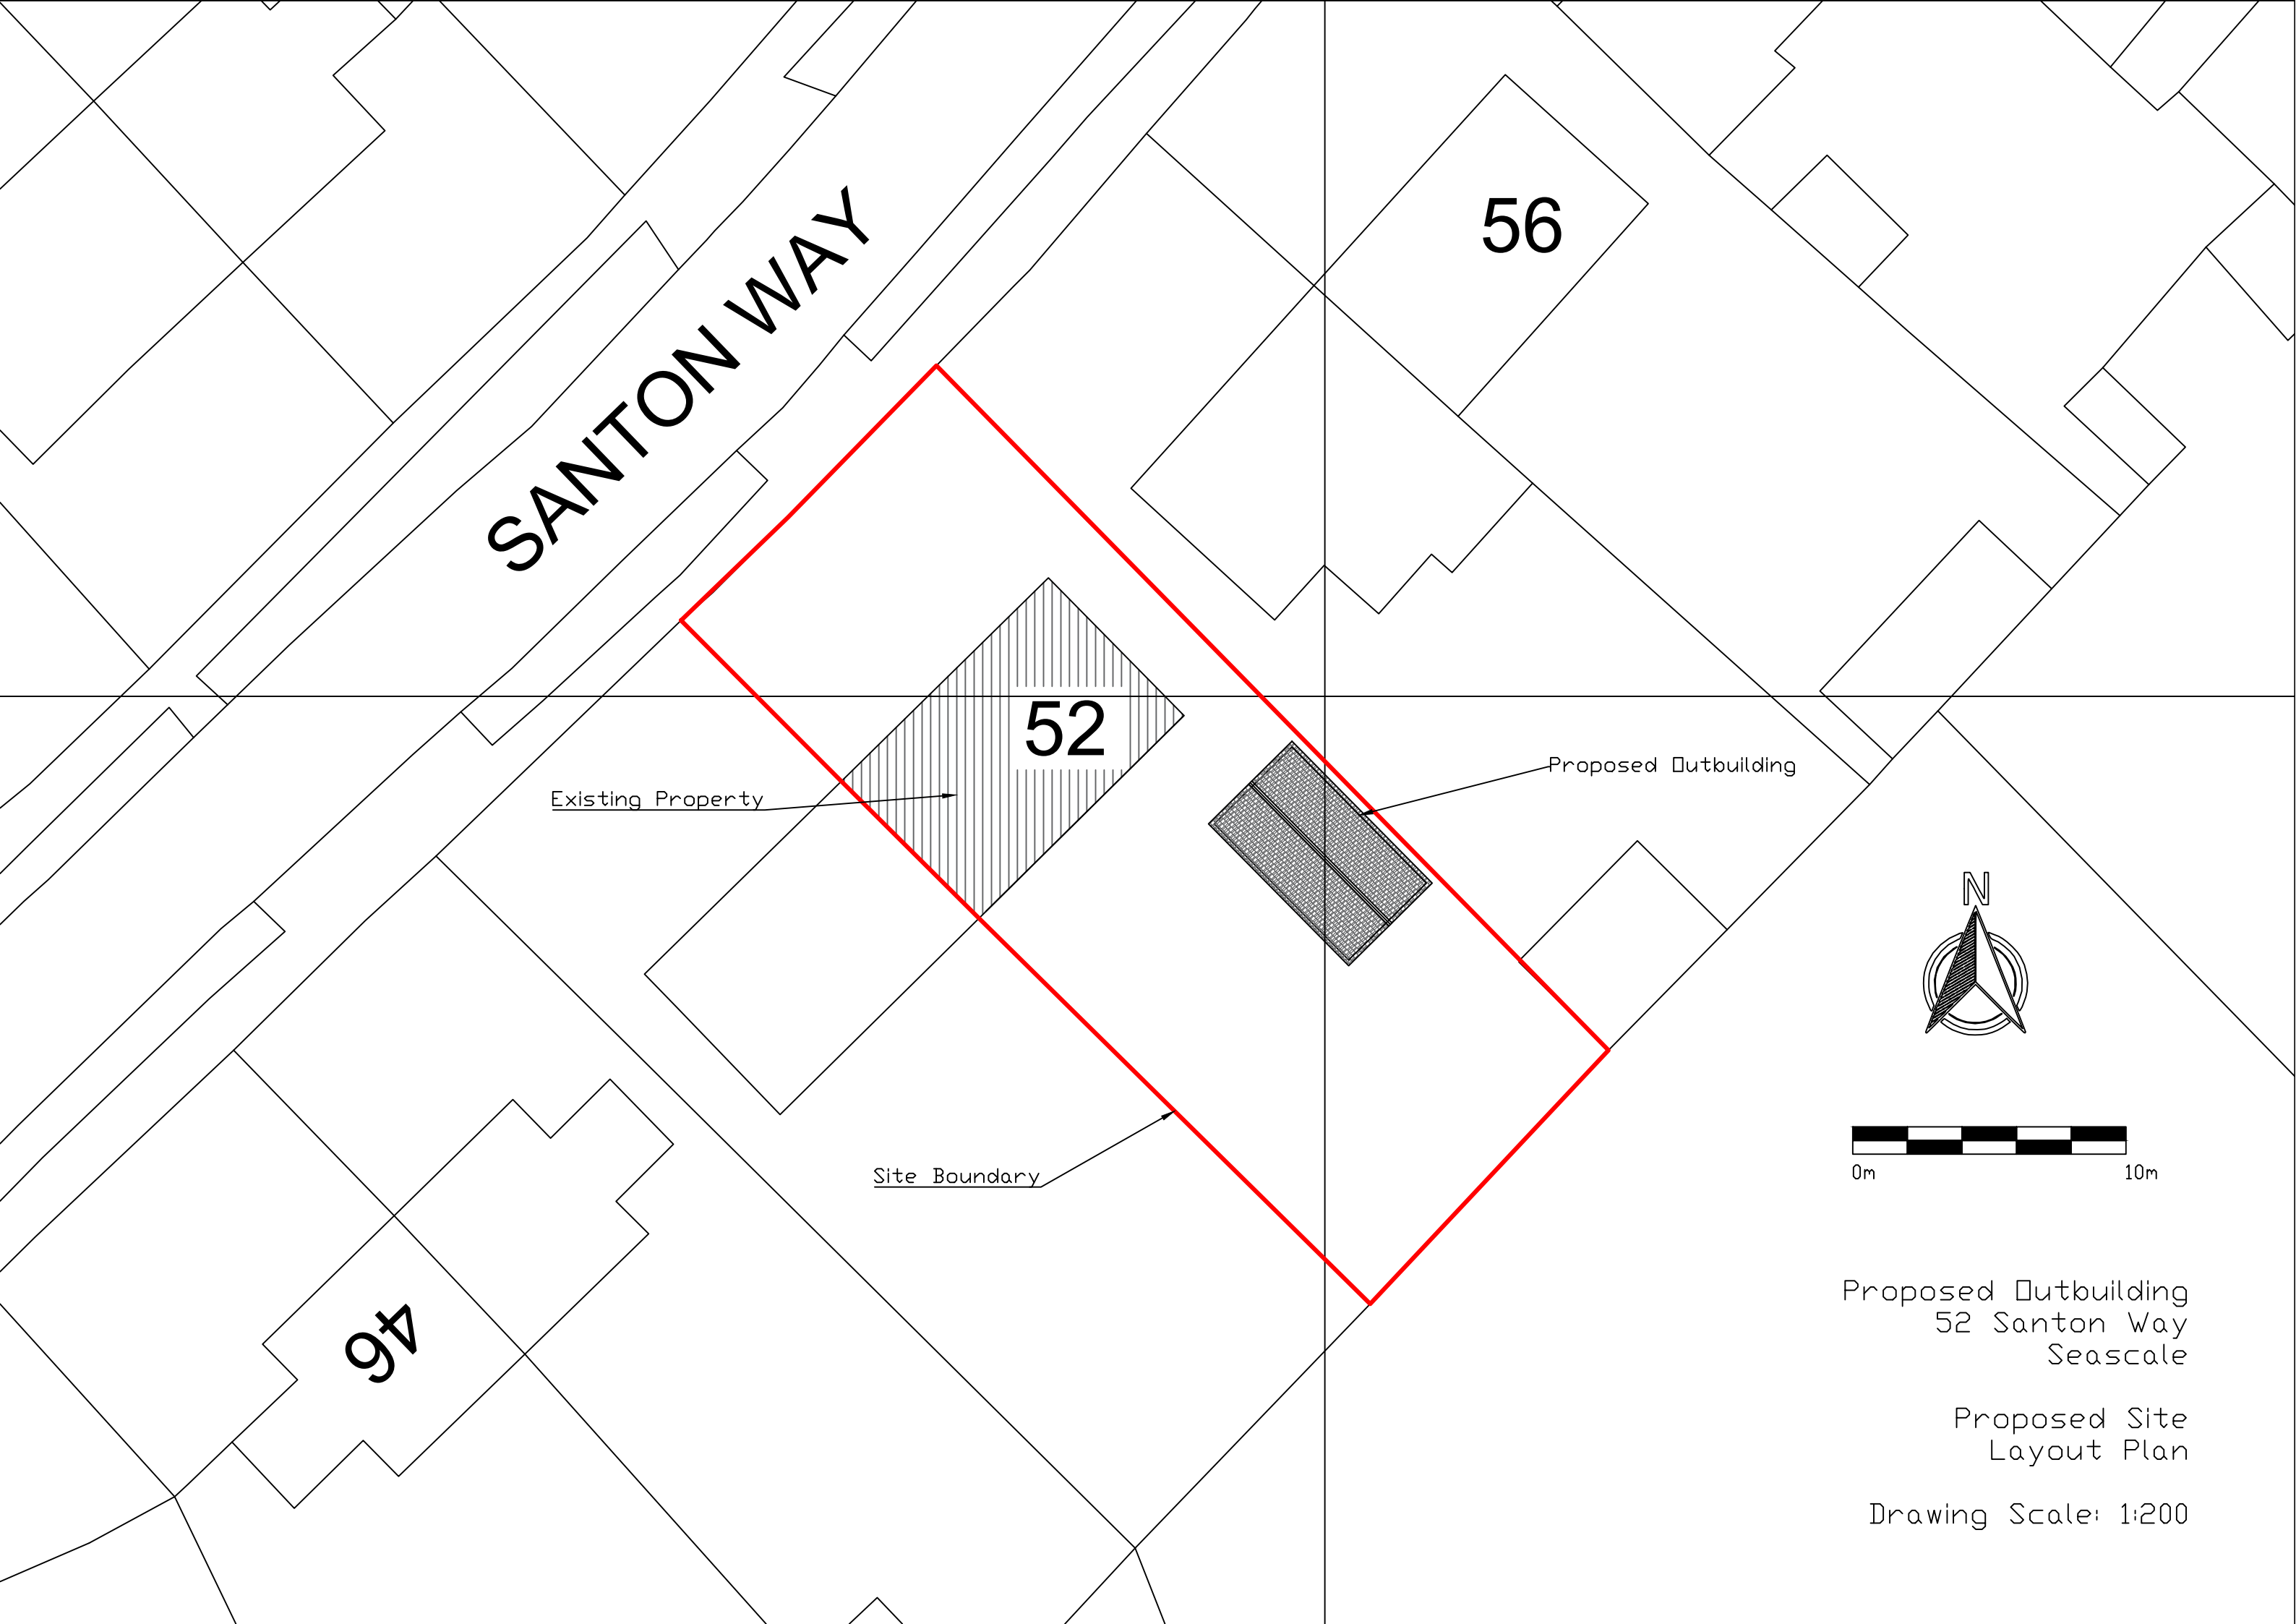 SANTON WAY
56
52
Proposed Outbuilding
Existing Property
N
Site Boundary
0m
10m
46
Proposed Outbuilding
52 Santon Way
Seascale
Proposed Site
Layout Plan
Drawing Scale: 1:200